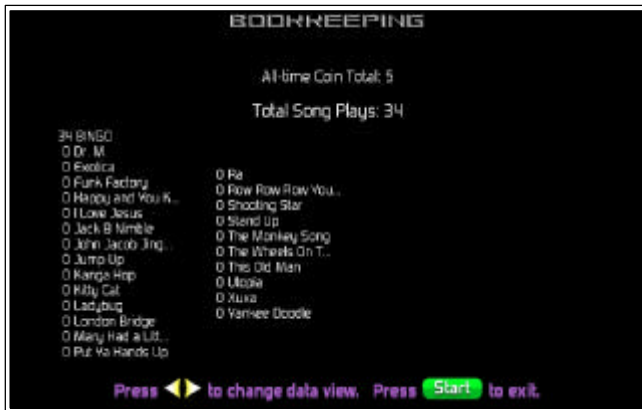 BOOKKEEPING
All-time Coin Total: 5
Total Song Plays: 34
34 BINGO
0 Dr. M.
0 Exotica
0 Funk Factory
0 Happy and You K...
0 I Love Jesus
0 Jack B Nimble
0 John Jacob Jing...
0 Jump Up
0 Kanga Hop
0 Kitty Cat
0 Ladybug
0 London Bridge
0 Mary Had a Litt...
0 Put Ya Hands Up
0 Ra
0 Row Row Row You...
0 Shooting Star
0 Stand Up
0 The Monkey Song
0 The Wheels On T...
0 This Old Man
0 Utopia
0 Xuxa
0 Yankee Doodle
Press to change data view. Press Start to exit.